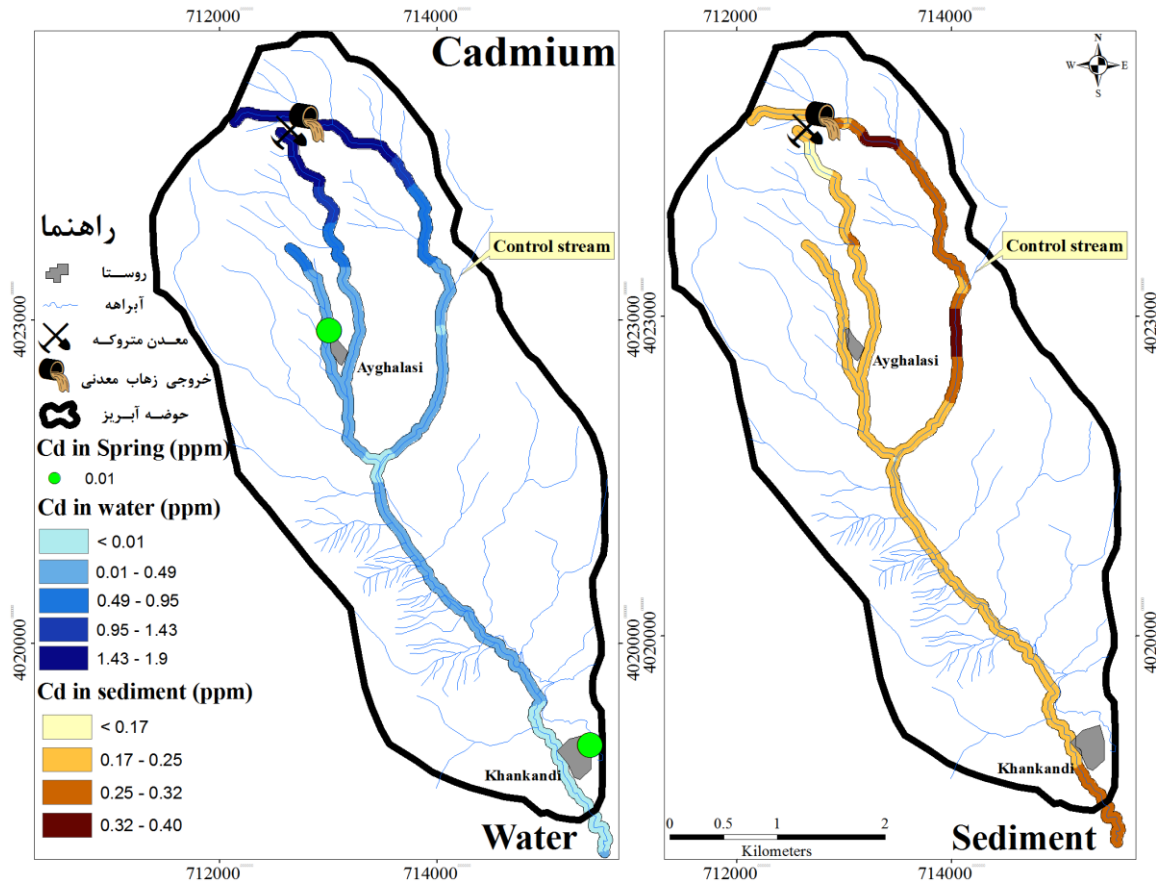 712000
714000
712000
714000
Cadmium
N
W
E
S
Control stream
Control stream
راهنما
روستا
آبراهه
معدن متروکه
خروجی زهاب معدنی
حوضه آبریز
4023000
4023000
4023000
Ayghalasi
Ayghalasi
Cd in Spring (ppm)
0.01
Cd in water (ppm)
< 0.01
0.01 - 0.49
0.49 - 0.95
0.95 - 1.43
1.43 - 1.9
4020000
4020000
4020000
Cd in sediment (ppm)
< 0.17
0.17 - 0.25
0.25 - 0.32
0.32 - 0.40
Khankandi
Khankandi
Water
0
0.5
1
2
Kilometers
Sediment
712000
714000
712000
714000